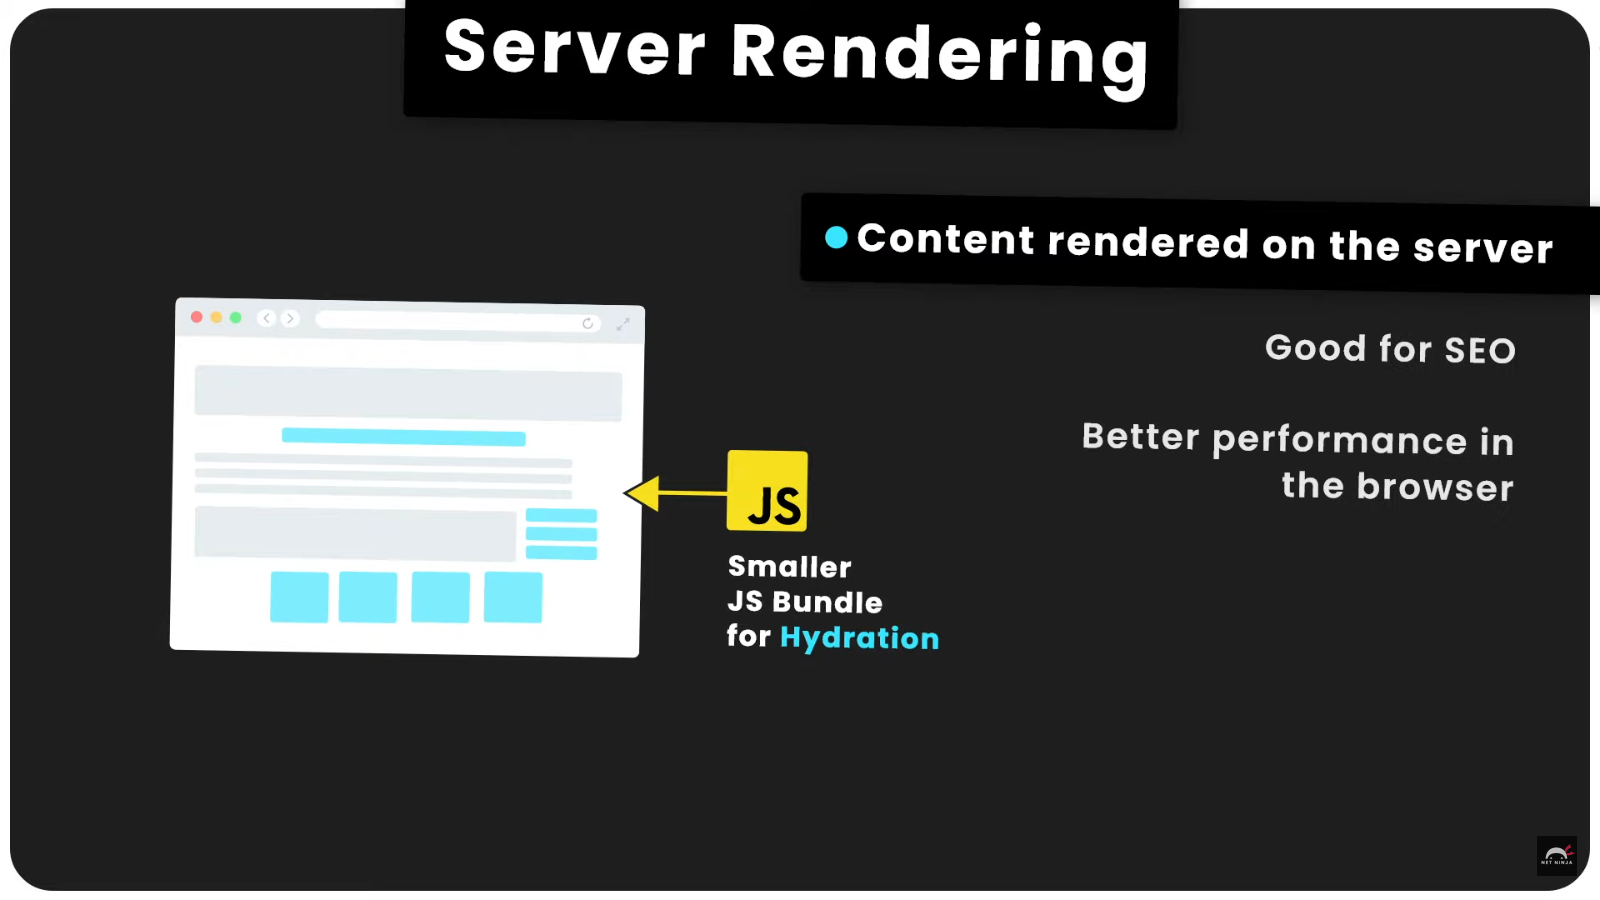 Server Rendering
Content rendered on the server
Good for SEO
Better performance in
the browser
JS
Smaller
JS Bundle
for Hydration
NET NINJA